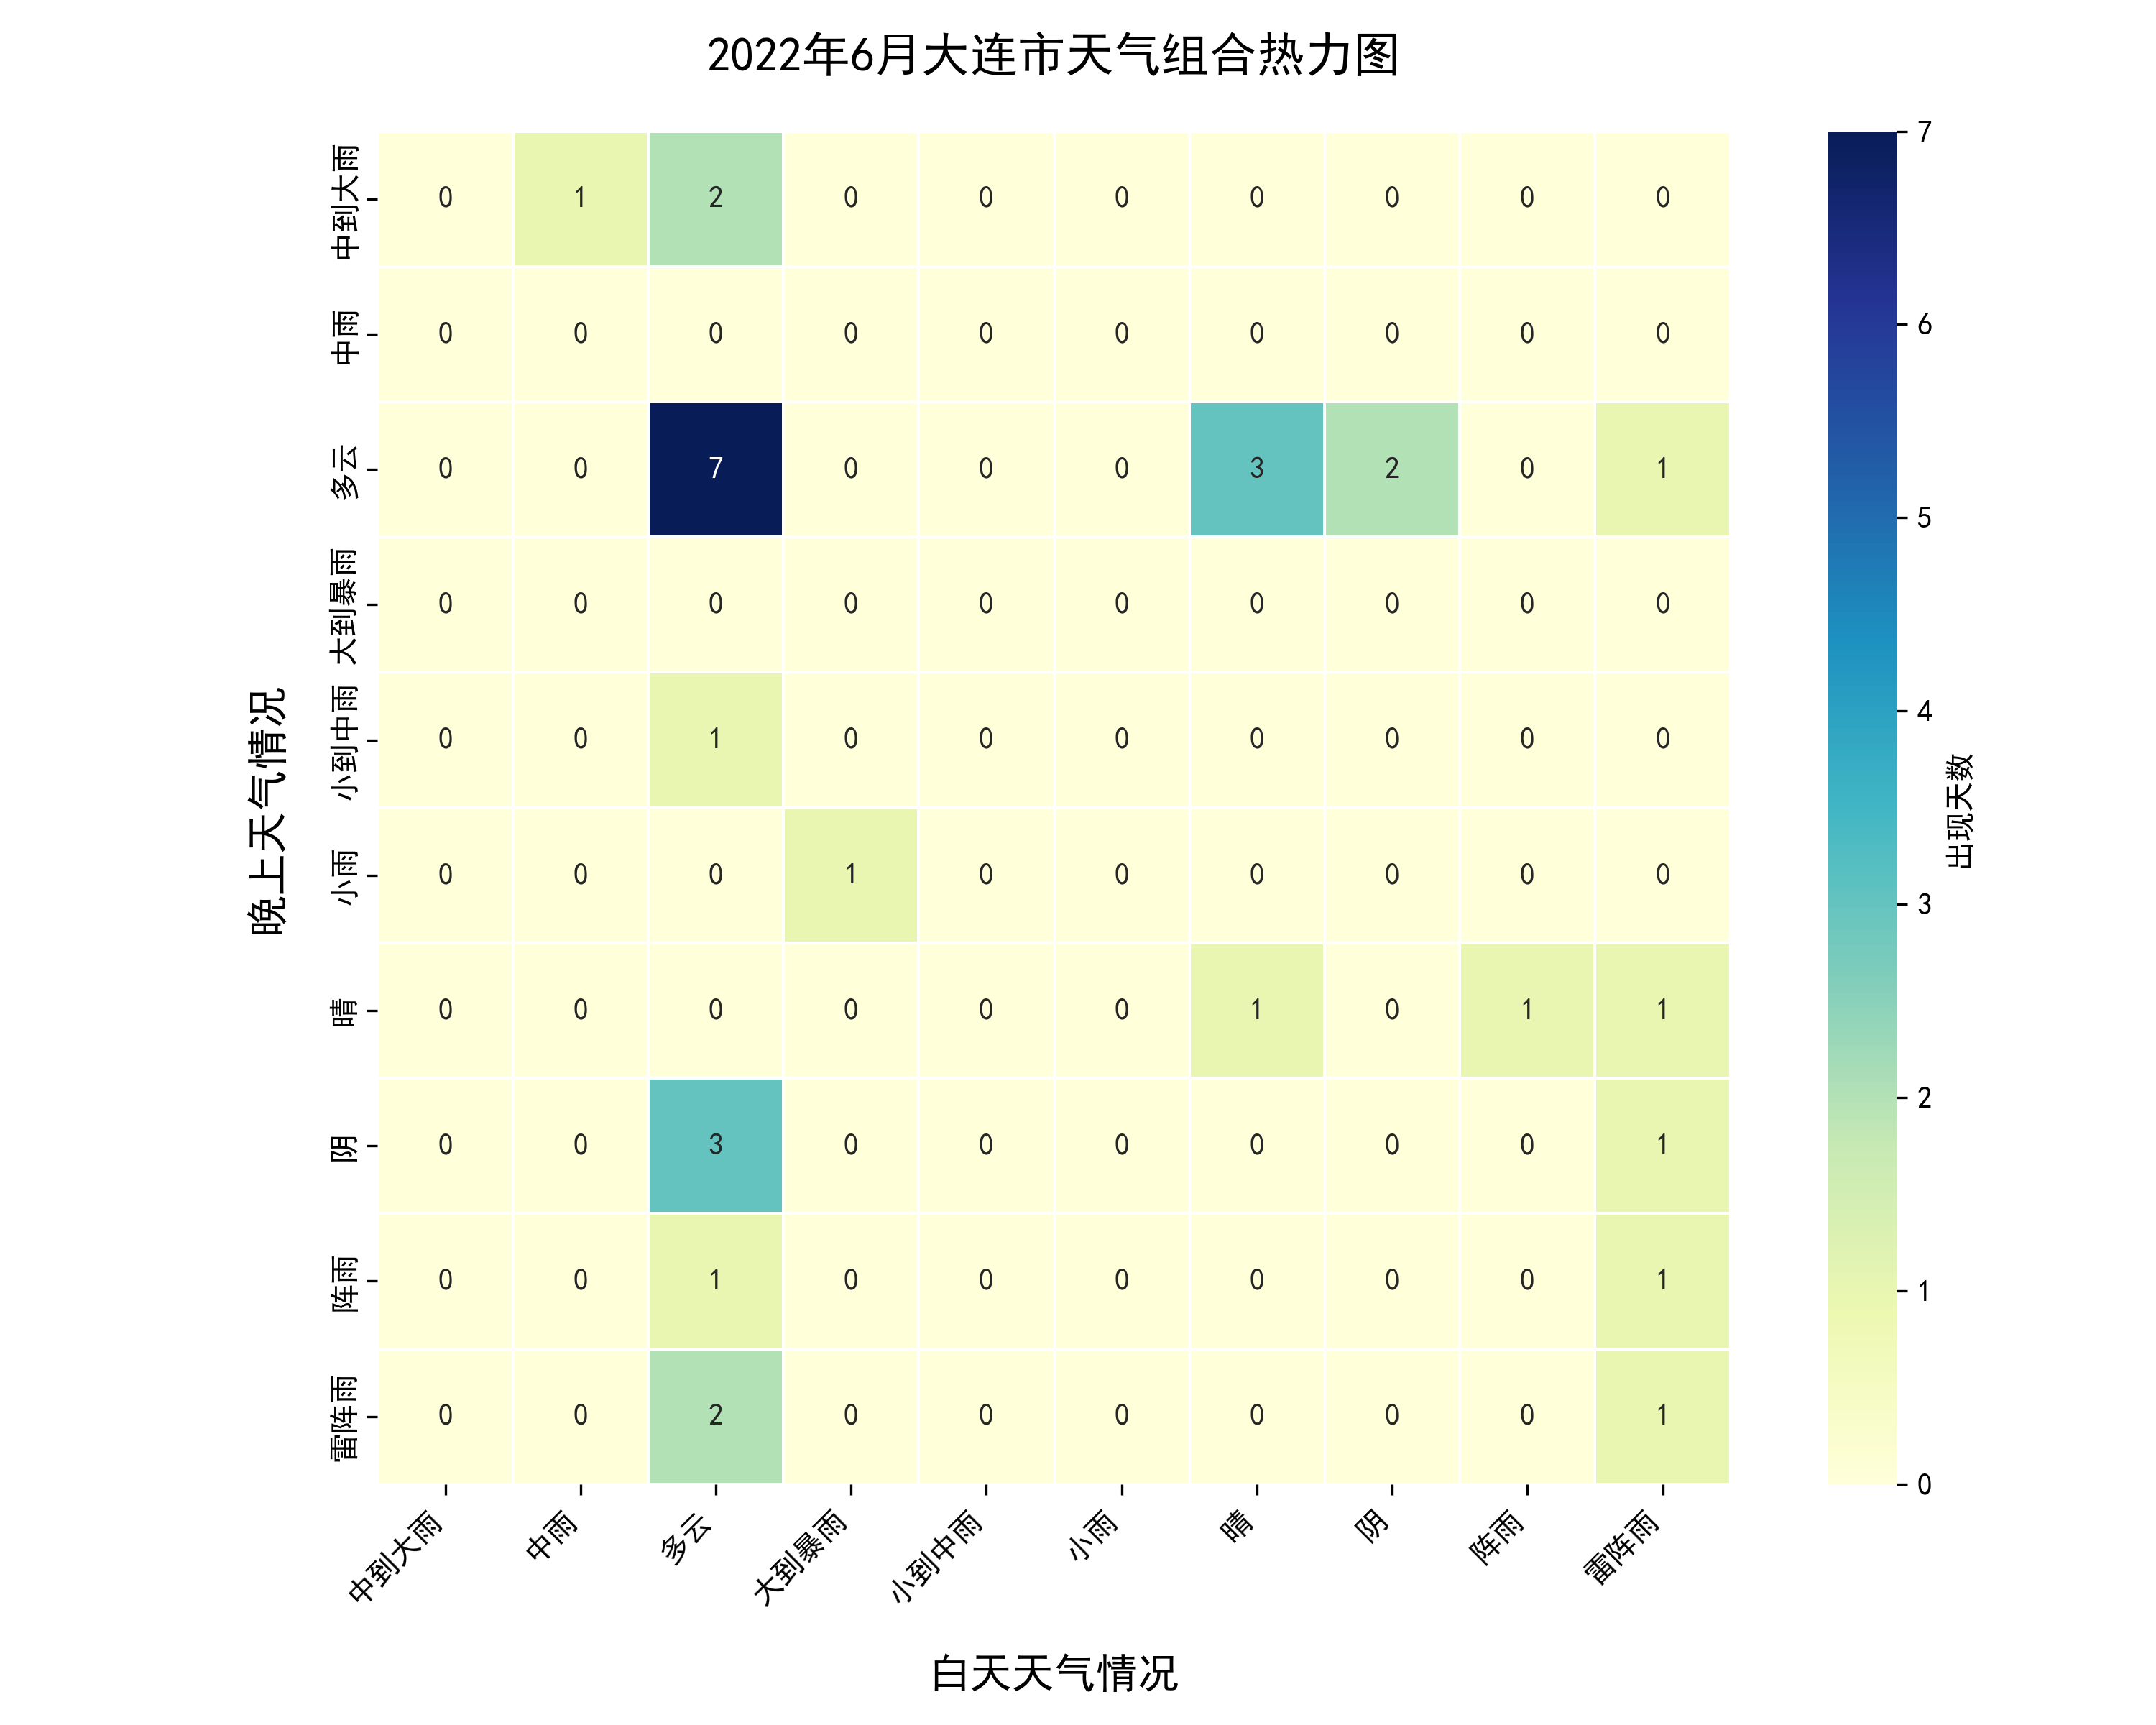 2022年6月大连市天气组合热力图
中到大雨 0 1 2 0 0 0 0 0 0 0
中雨 0 0 0 0 0 0 0 0 0 0
多云 0 0 7 0 0 0 3 2 0 1
大到暴雨 0 0 0 0 0 0 0 0 0 0
小到中雨 0 0 1 0 0 0 0 0 0 0
小雨 0 0 0 1 0 0 0 0 0 0
晴 0 0 0 0 0 0 1 0 1 1
阴 0 0 3 0 0 0 0 0 0 1
阵雨 0 0 1 0 0 0 0 0 0 1
雷阵雨 0 0 2 0 0 0 0 0 0 1
晚上天气情况
中到大雨 中雨 多云 大到暴雨 小到中雨 小雨 晴 阴 阵雨 雷阵雨
白天天气情况
7
6
5
4
3
2
1
0
出现天数